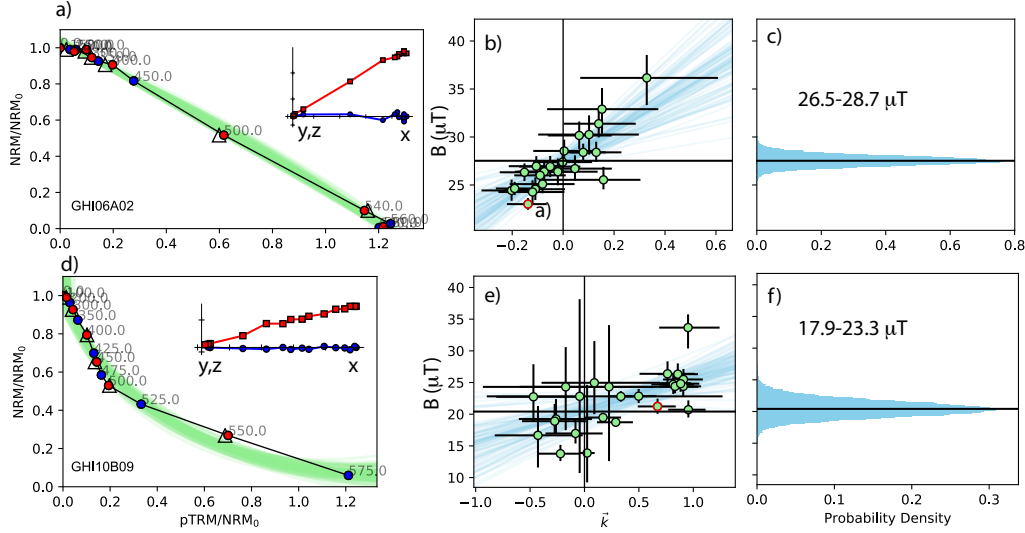 a)
NRM/NRM0
1.0
0.8
0.6
0.4
0.2
0.0
450.0
500.0
540.0
560.0
GHI06A02
y,z
x
0.0 0.2 0.4 0.6 0.8 1.0 1.2
b)
B (μT)
40
35
30
25
a)
−0.2 0.0 0.2 0.4 0.6
c)
26.5-28.7 μT
0.0 0.2 0.4 0.6 0.8
d)
NRM/NRM0
1.0
0.8
0.6
0.4
0.2
0.0
350.0
400.0
425.0
450.0
475.0
500.0
525.0
550.0
575.0
GHI10B09
y,z
x
0.0 0.2 0.4 0.6 0.8 1.0 1.2
pTRM/NRM0
e)
B (μT)
45
40
35
30
25
20
15
10
−1.0 −0.5 0.0 0.5 1.0
k⃗
f)
17.9-23.3 μT
0.0 0.1 0.2 0.3
Probability Density